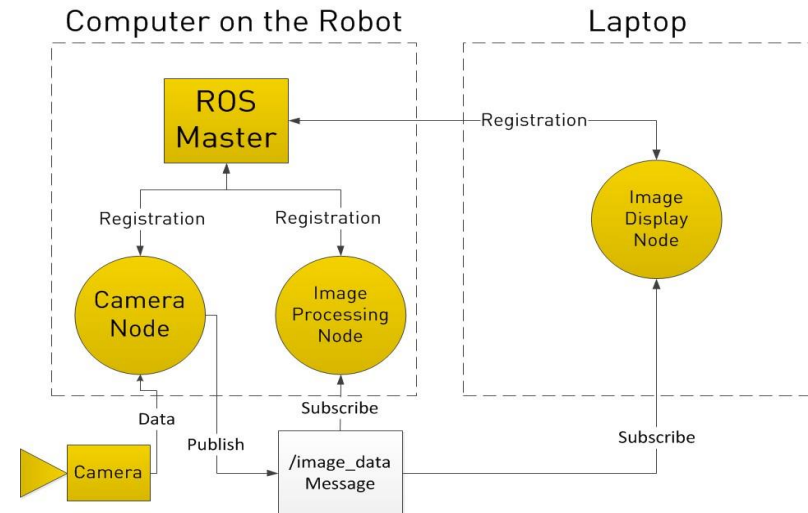 Computer on the Robot
Laptop
ROS
Master
Registration
Registration
Registration
Image
Display
Node
Camera
Node
Image
Processing
Node
Data
Publish
Subscribe
Subscribe
Camera
/image_data
Message